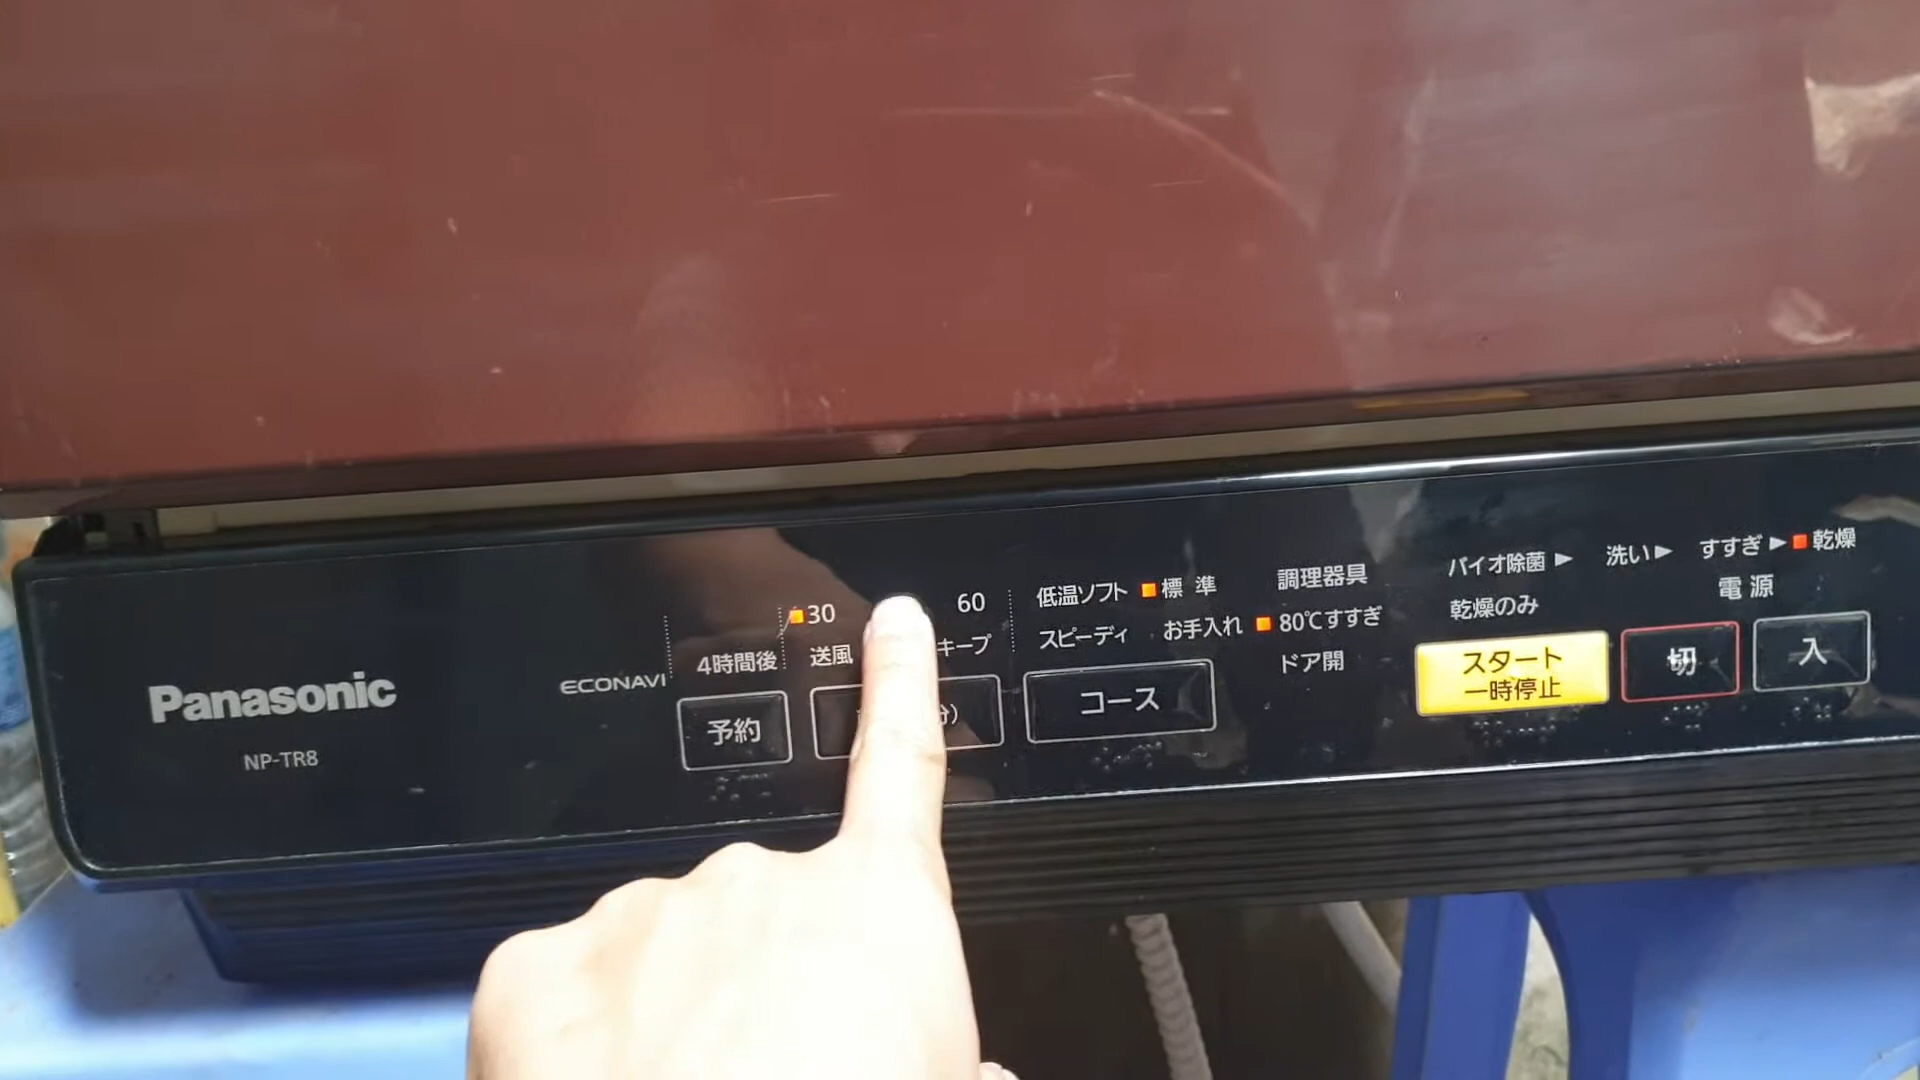 Panasonic
NP-TR8
ECONAVI
4時間後
予約
30
60
送風
キープ
分）
低温ソフト
標準
スピーディ
お手入れ
コース
調理器具
80℃すすぎ
ドア開
バイオ除菌▶
洗い▶
すすぎ▶
乾燥
乾燥のみ
電源
スタート
一時停止
切
入